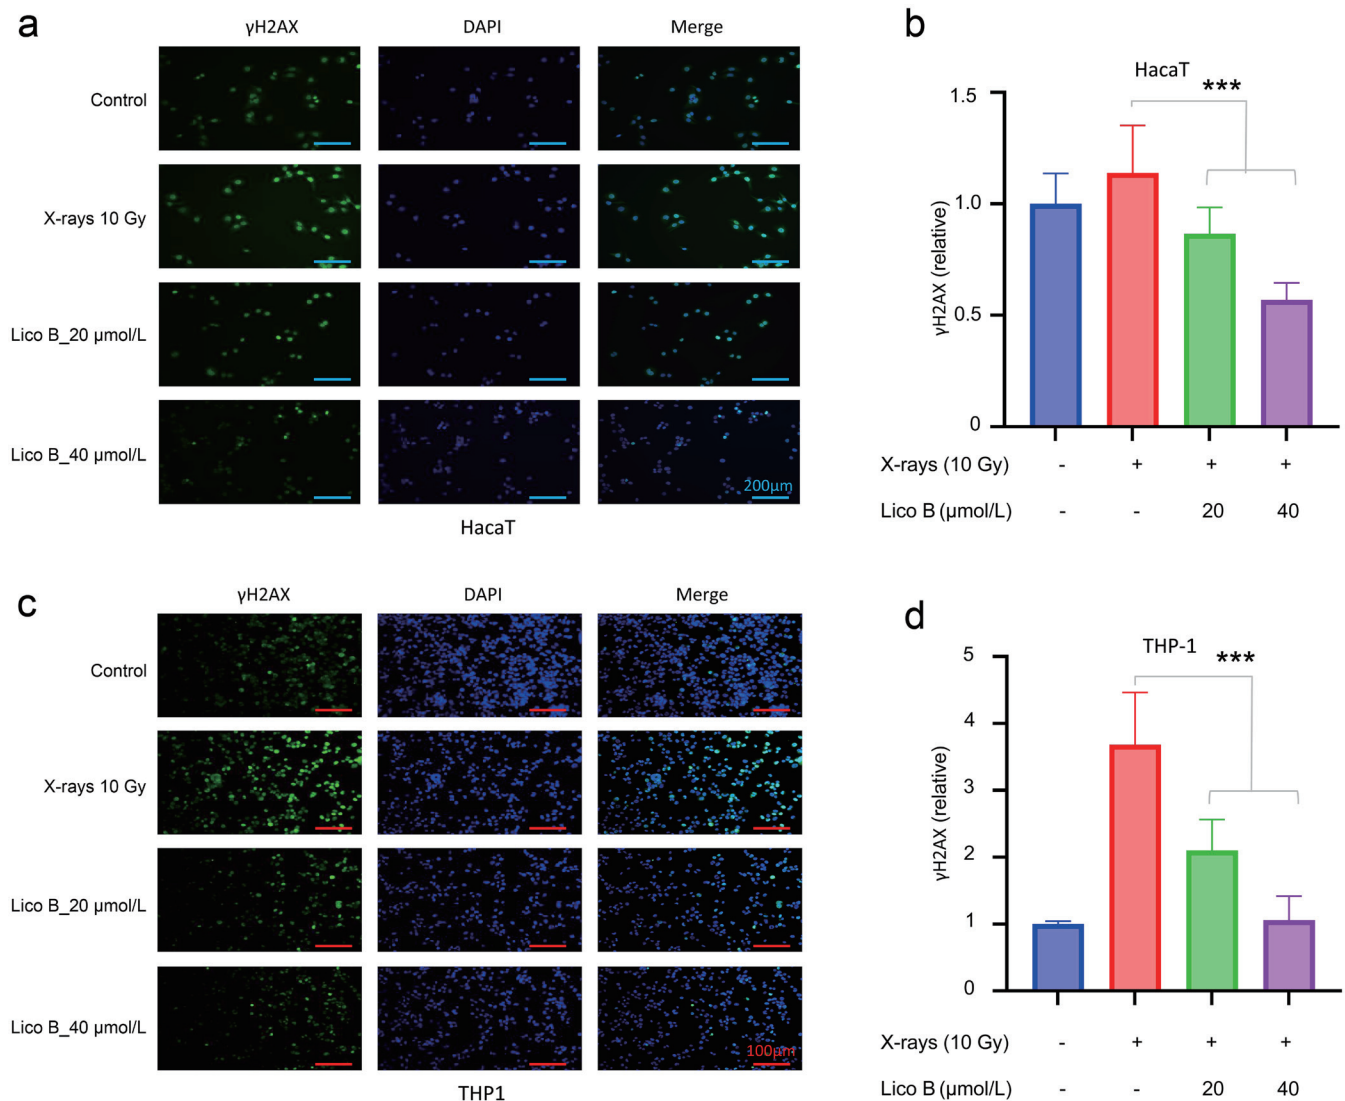 a
γH2AX DAPI Merge
Control
X-rays 10 Gy
Lico B_20 μmol/L
Lico B_40 μmol/L
200μm
HacaT
b
HacaT
***
1.5
1.0
0.5
0
γH2AX (relative)
X-rays (10 Gy) - + + +
Lico B (μmol/L) - - 20 40
c
γH2AX DAPI Merge
Control
X-rays 10 Gy
Lico B_20 μmol/L
Lico B_40 μmol/L
100μm
THP1
d
THP-1
***
5
4
3
2
1
0
γH2AX (relative)
X-rays (10 Gy) - + + +
Lico B (μmol/L) - - 20 40